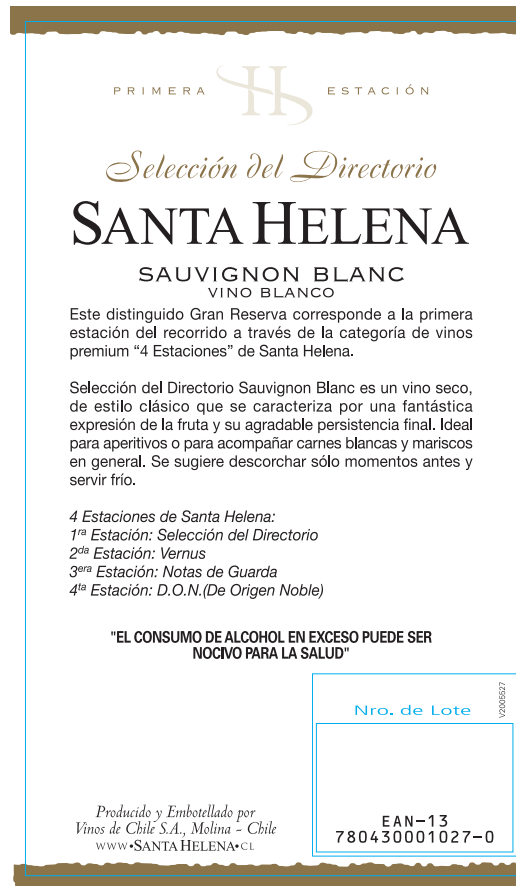 PRIMERA H ESTACIÓN
Selección del Directorio
SANTA HELENA
SAUVIGNON BLANC
VINO BLANCO
Este distinguido Gran Reserva corresponde a la primera
estación del recorrido a través de la categoría de vinos
premium “4 Estaciones” de Santa Helena.
Selección del Directorio Sauvignon Blanc es un vino seco,
de estilo clásico que se caracteriza por una fantástica
expresión de la fruta y su agradable persistencia final. Ideal
para aperitivos o para acompañar carnes blancas y mariscos
en general. Se sugiere descorchar sólo momentos antes y
servir frío.
4 Estaciones de Santa Helena:
1ra Estación: Selección del Directorio
2da Estación: Vernus
3era Estación: Notas de Guarda
4ta Estación: D.O.N.(De Origen Noble)
"EL CONSUMO DE ALCOHOL EN EXCESO PUEDE SER
NOCIVO PARA LA SALUD"
Nro. de Lote
V2005527
EAN-13
780430001027-0
Producido y Embotellado por
Vinos de Chile S.A., Molina - Chile
WWW•SANTA HELENA•CL